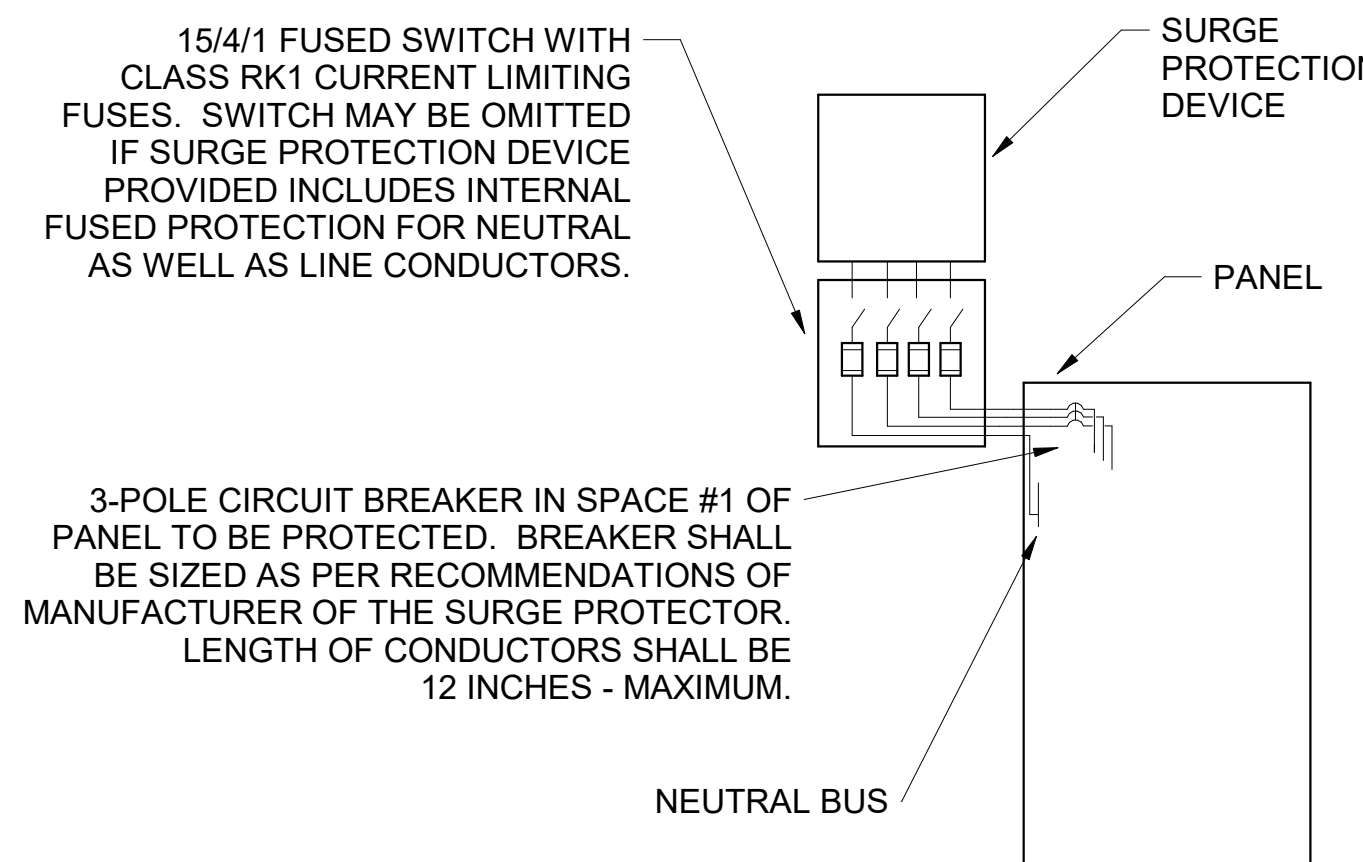 15/4/1 FUSED SWITCH WITH
CLASS RK1 CURRENT LIMITING
FUSES. SWITCH MAY BE OMITTED
IF SURGE PROTECTION DEVICE
PROVIDED INCLUDES INTERNAL
FUSED PROTECTION FOR NEUTRAL
AS WELL AS LINE CONDUCTORS.
SURGE
PROTECTION
DEVICE
PANEL
3-POLE CIRCUIT BREAKER IN SPACE #1 OF
PANEL TO BE PROTECTED. BREAKER SHALL
BE SIZED AS PER RECOMMENDATIONS OF
MANUFACTURER OF THE SURGE PROTECTOR.
LENGTH OF CONDUCTORS SHALL BE
12 INCHES - MAXIMUM.
NEUTRAL BUS